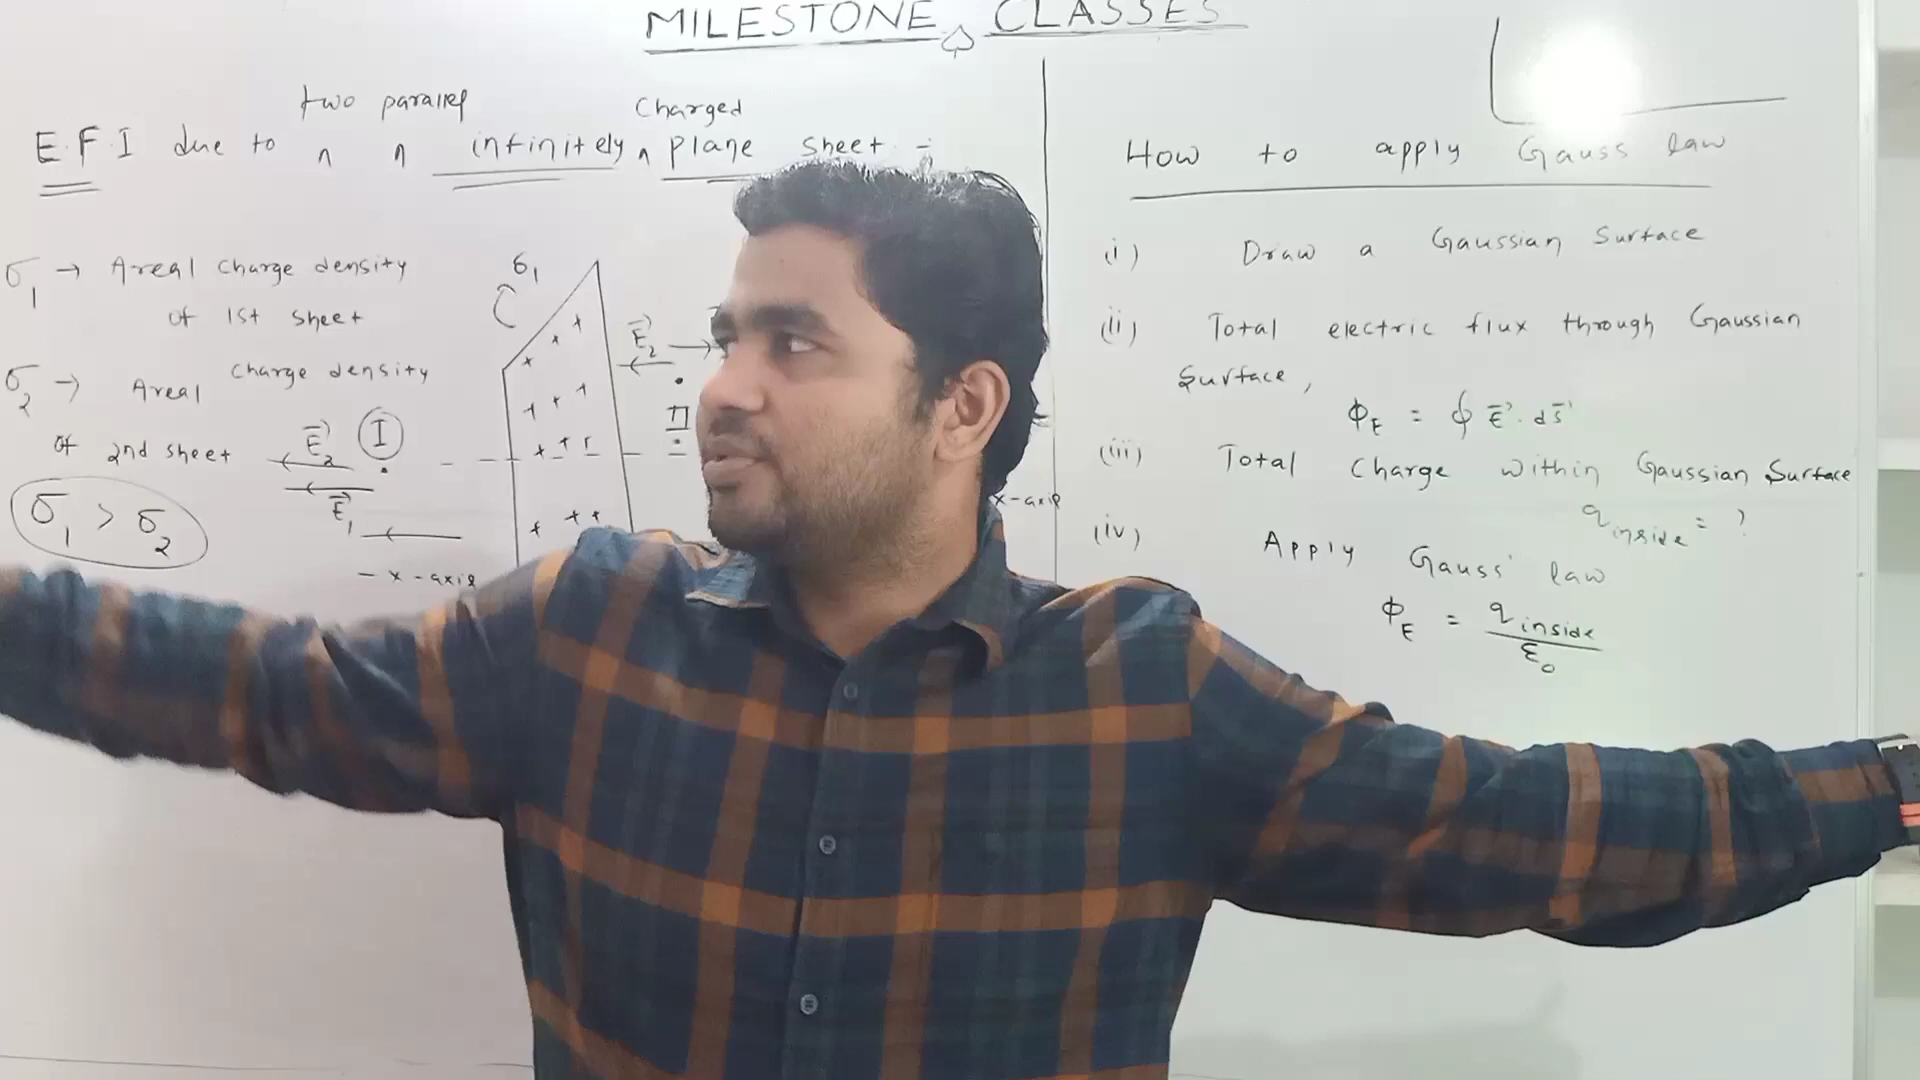 MILESTONE CLASSES
two parallel
Charged
E.F.I due to infinitely plane sheet :-
σ1 → Areal charge density
of 1st sheet
σ2 → Areal charge density
of 2nd sheet
σ1 > σ2
E2
I
E1
- x-axis
σ1
E2
II
x-axis
How to apply Gauss law
(i) Draw a Gaussian Surface
(ii) Total electric flux through Gaussian
Surface,
ΦE = ∮ E . ds
(iii) Total Charge within Gaussian Surface
qinside = ?
(iv) Apply Gauss' law
ΦE = qinside / ε0